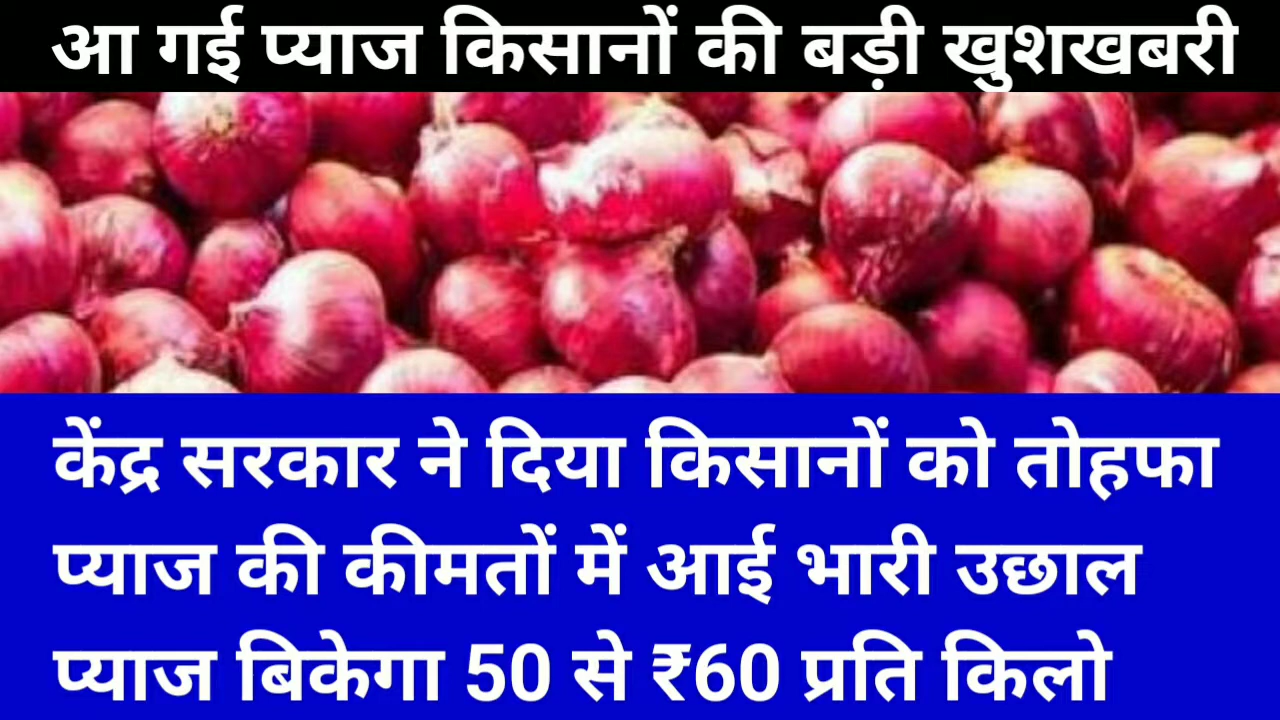 आ गई प्याज किसानों की बड़ी खुशखबरी
केंद्र सरकार ने दिया किसानों को तोहफा
प्याज की कीमतों में आई भारी उछाल
प्याज बिकेगा 50 से ₹60 प्रति किलो